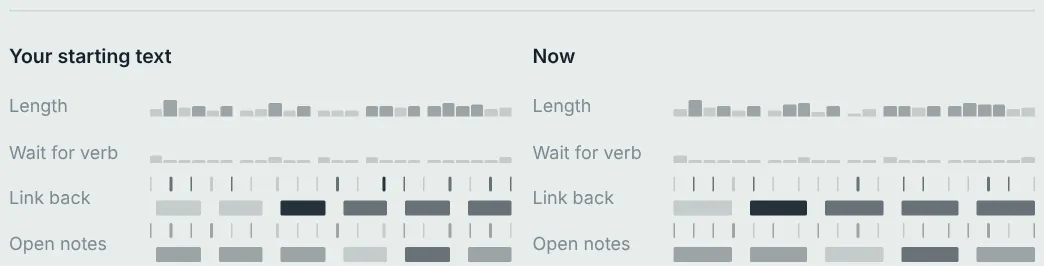 Your starting text
Now
Length
Length
Wait for verb
Wait for verb
Link back
Link back
Open notes
Open notes